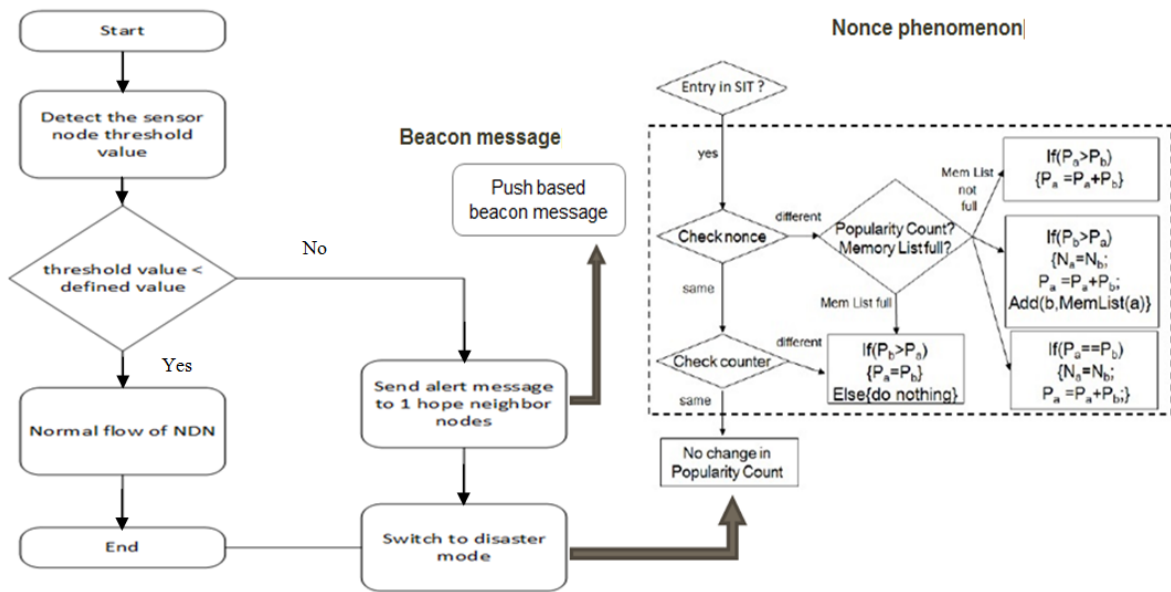 Start
Detect the sensor
node threshold
value
threshold value <
defined value
No
Yes
Normal flow of NDN
End
Beacon message
Push based
beacon message
Send alert message
to 1 hope neighbor
nodes
Switch to disaster
mode
Nonce phenomenon
Entry in SIT ?
yes
Check nonce
different
Popularity Count?
Memory List full?
Mem List
not
full
If(Pa>Pb)
{Pa =Pa+Pb}
If(Pb>Pa)
{Na=Nb;
Pa =Pa+Pb;
Add(b,MemList(a)}
If(Pa==Pb)
{Na=Nb;
Pa =Pa+Pb;}
same
Mem List full
Check counter
different
If(Pb>Pa)
{Pa=Pb}
Else{do nothing}
same
No change in
Popularity Count